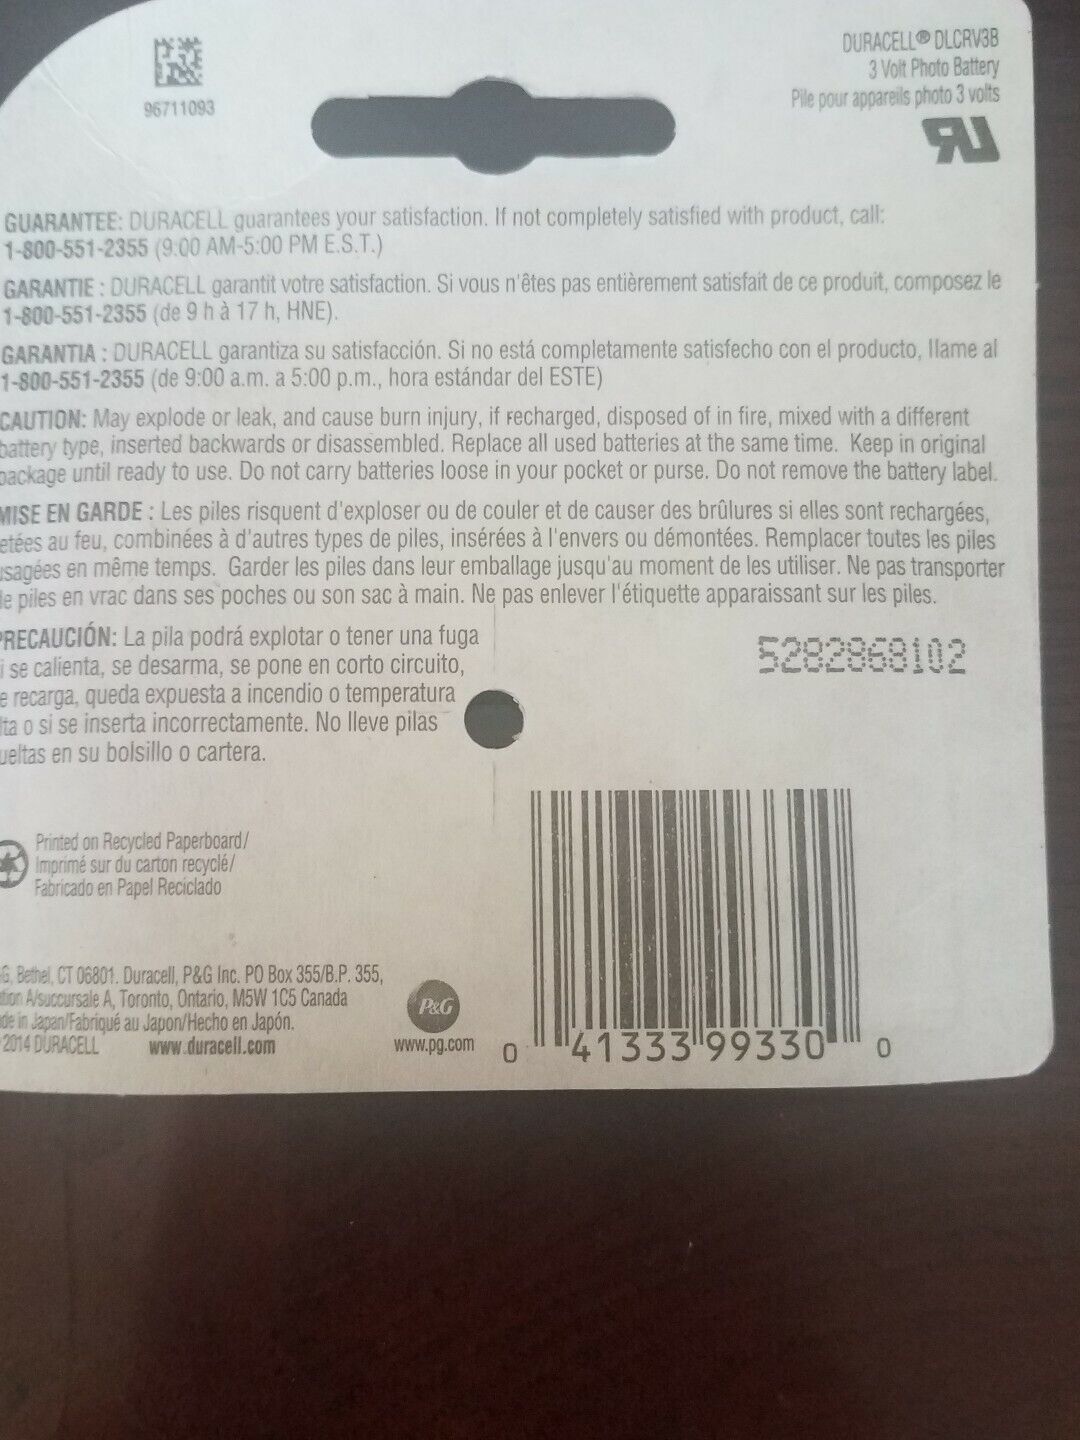 DURACELL® DLCRV3B
3 Volt Photo Battery
Pile pour appareils photo 3 volts
96711093
GUARANTEE: DURACELL guarantees your satisfaction. If not completely satisfied with product, call:
1-800-551-2355 (9:00 AM-5:00 PM E.S.T.)
GARANTIE : DURACELL garantit votre satisfaction. Si vous n'êtes pas entièrement satisfait de ce produit, composez le
1-800-551-2355 (de 9 h à 17 h, HNE).
GARANTIA : DURACELL garantiza su satisfacción. Si no está completamente satisfecho con el producto, llame al
1-800-551-2355 (de 9:00 a.m. a 5:00 p.m., hora estándar del ESTE)
CAUTION: May explode or leak, and cause burn injury, if recharged, disposed of in fire, mixed with a different
battery type, inserted backwards or disassembled. Replace all used batteries at the same time. Keep in original
package until ready to use. Do not carry batteries loose in your pocket or purse. Do not remove the battery label.
MISE EN GARDE : Les piles risquent d'exploser ou de couler et de causer des brûlures si elles sont rechargées,
etées au feu, combinées à d'autres types de piles, insérées à l'envers ou démontées. Remplacer toutes les piles
usagées en même temps. Garder les piles dans leur emballage jusqu'au moment de les utiliser. Ne pas transporter
de piles en vrac dans ses poches ou son sac à main. Ne pas enlever l'étiquette apparaissant sur les piles.
PRECAUCIÓN: La pila podrá explotar o tener una fuga
i se calienta, se desarma, se pone en corto circuito,
e recarga, queda expuesta a incendio o temperatura
lta o si se inserta incorrectamente. No lleve pilas
ueltas en su bolsillo o cartera.
5282868102
Printed on Recycled Paperboard/
Imprimé sur du carton recyclé/
Fabricado en Papel Reciclado
G, Bethel, CT 06801. Duracell, P&G Inc. PO Box 355/B.P. 355,
tion A/succursale A, Toronto, Ontario, M5W 1C5 Canada
de in Japan/Fabriqué au Japon/Hecho en Japón.
2014 DURACELL www.duracell.com
P&G
www.pg.com
0 41333 99330 0